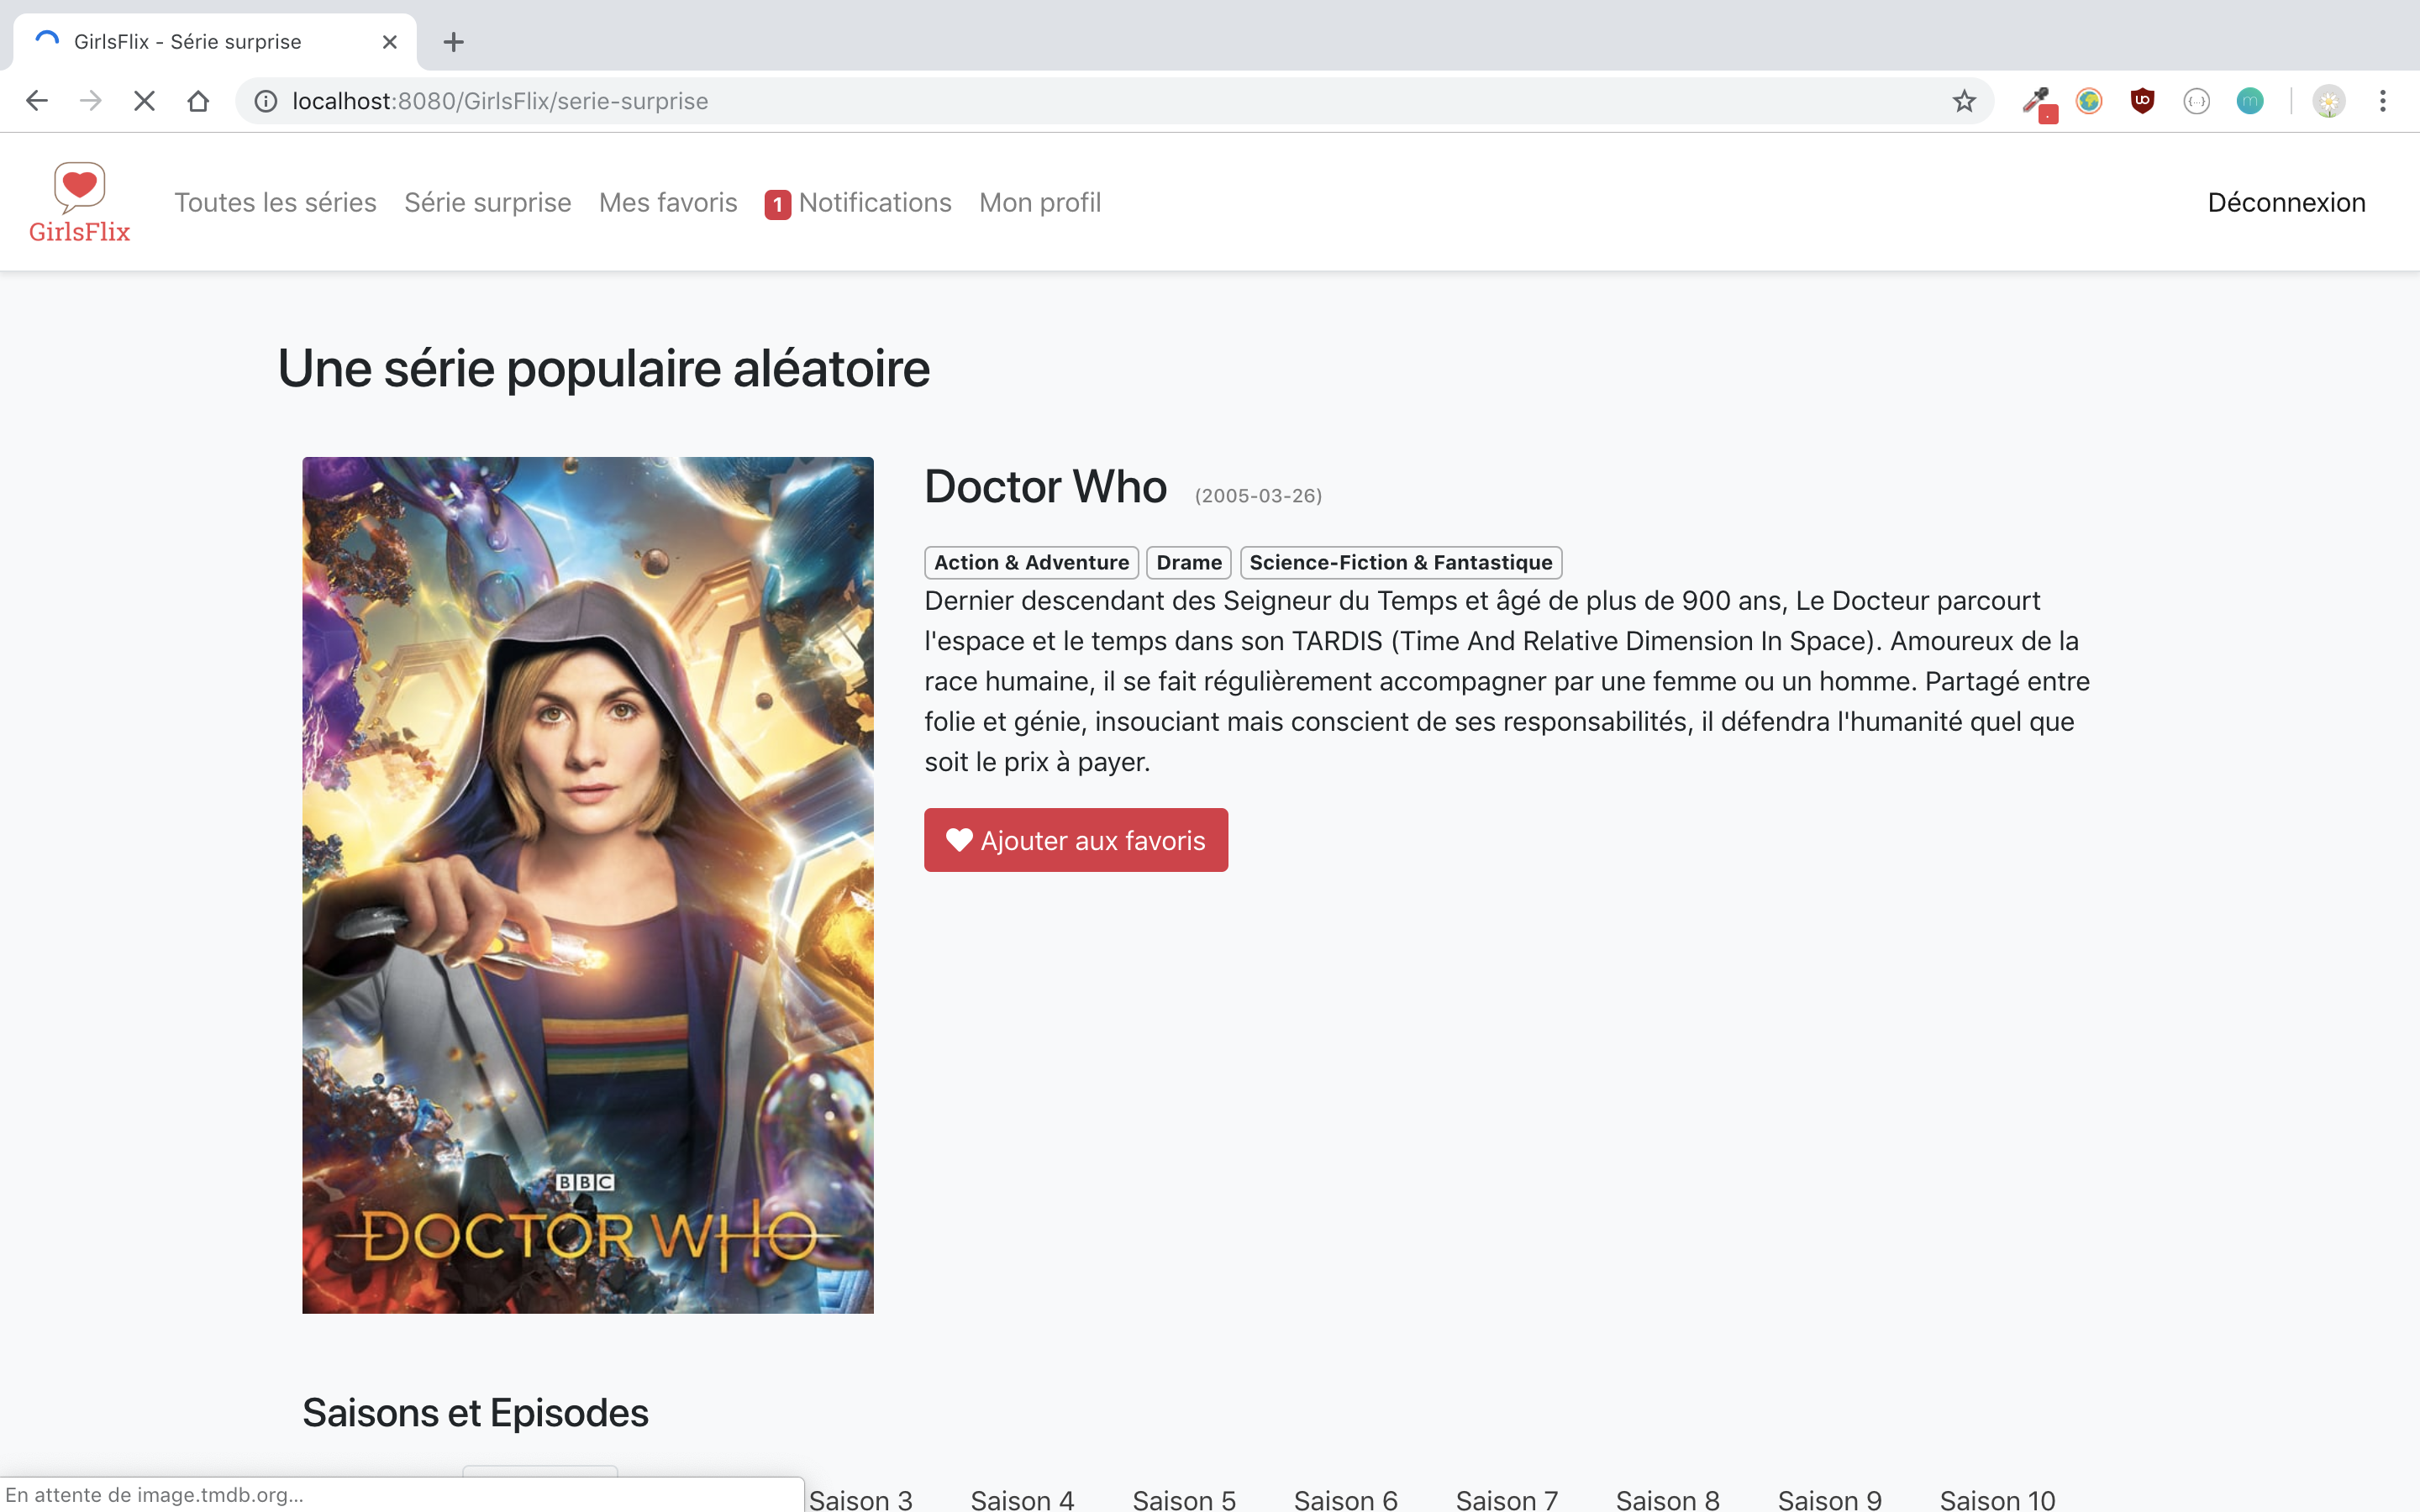 GirlsFlix - Série surprise
localhost:8080/GirlsFlix/serie-surprise
GirlsFlix
Toutes les séries
Série surprise
Mes favoris
1 Notifications
Mon profil
Déconnexion
Une série populaire aléatoire
Doctor Who (2005-03-26)
Action & Adventure
Drame
Science-Fiction & Fantastique
Dernier descendant des Seigneur du Temps et âgé de plus de 900 ans, Le Docteur parcourt
l'espace et le temps dans son TARDIS (Time And Relative Dimension In Space). Amoureux de la
race humaine, il se fait régulièrement accompagner par une femme ou un homme. Partagé entre
folie et génie, insouciant mais conscient de ses responsabilités, il défendra l'humanité quel que
soit le prix à payer.
Ajouter aux favoris
BBC
DOCTOR WHO
Saisons et Episodes
Saison 3
Saison 4
Saison 5
Saison 6
Saison 7
Saison 8
Saison 9
Saison 10
En attente de image.tmdb.org...